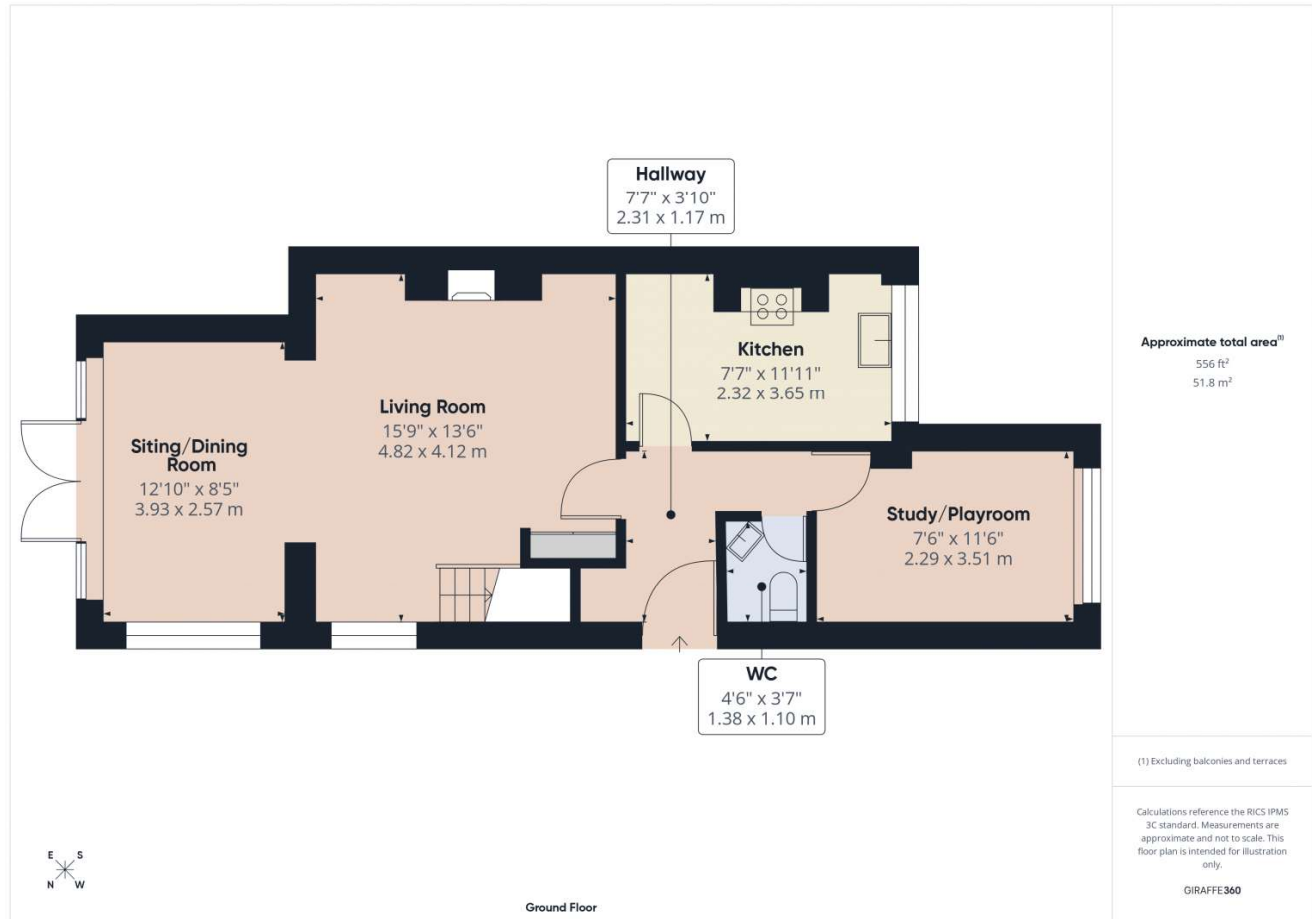 Hallway
7'7" x 3'10"
2.31 x 1.17 m
Kitchen
7'7" x 11'11"
2.32 x 3.65 m
Living Room
15'9" x 13'6"
4.82 x 4.12 m
Siting/Dining
Room
12'10" x 8'5"
3.93 x 2.57 m
Study/Playroom
7'6" x 11'6"
2.29 x 3.51 m
WC
4'6" x 3'7"
1.38 x 1.10 m
Approximate total area(1)
556 ft²
51.8 m²
(1) Excluding balconies and terraces
Calculations reference the RICS IPMS
3C standard. Measurements are
approximate and not to scale. This
floor plan is intended for illustration
only.
GIRAFFE360
E S
N W
Ground Floor